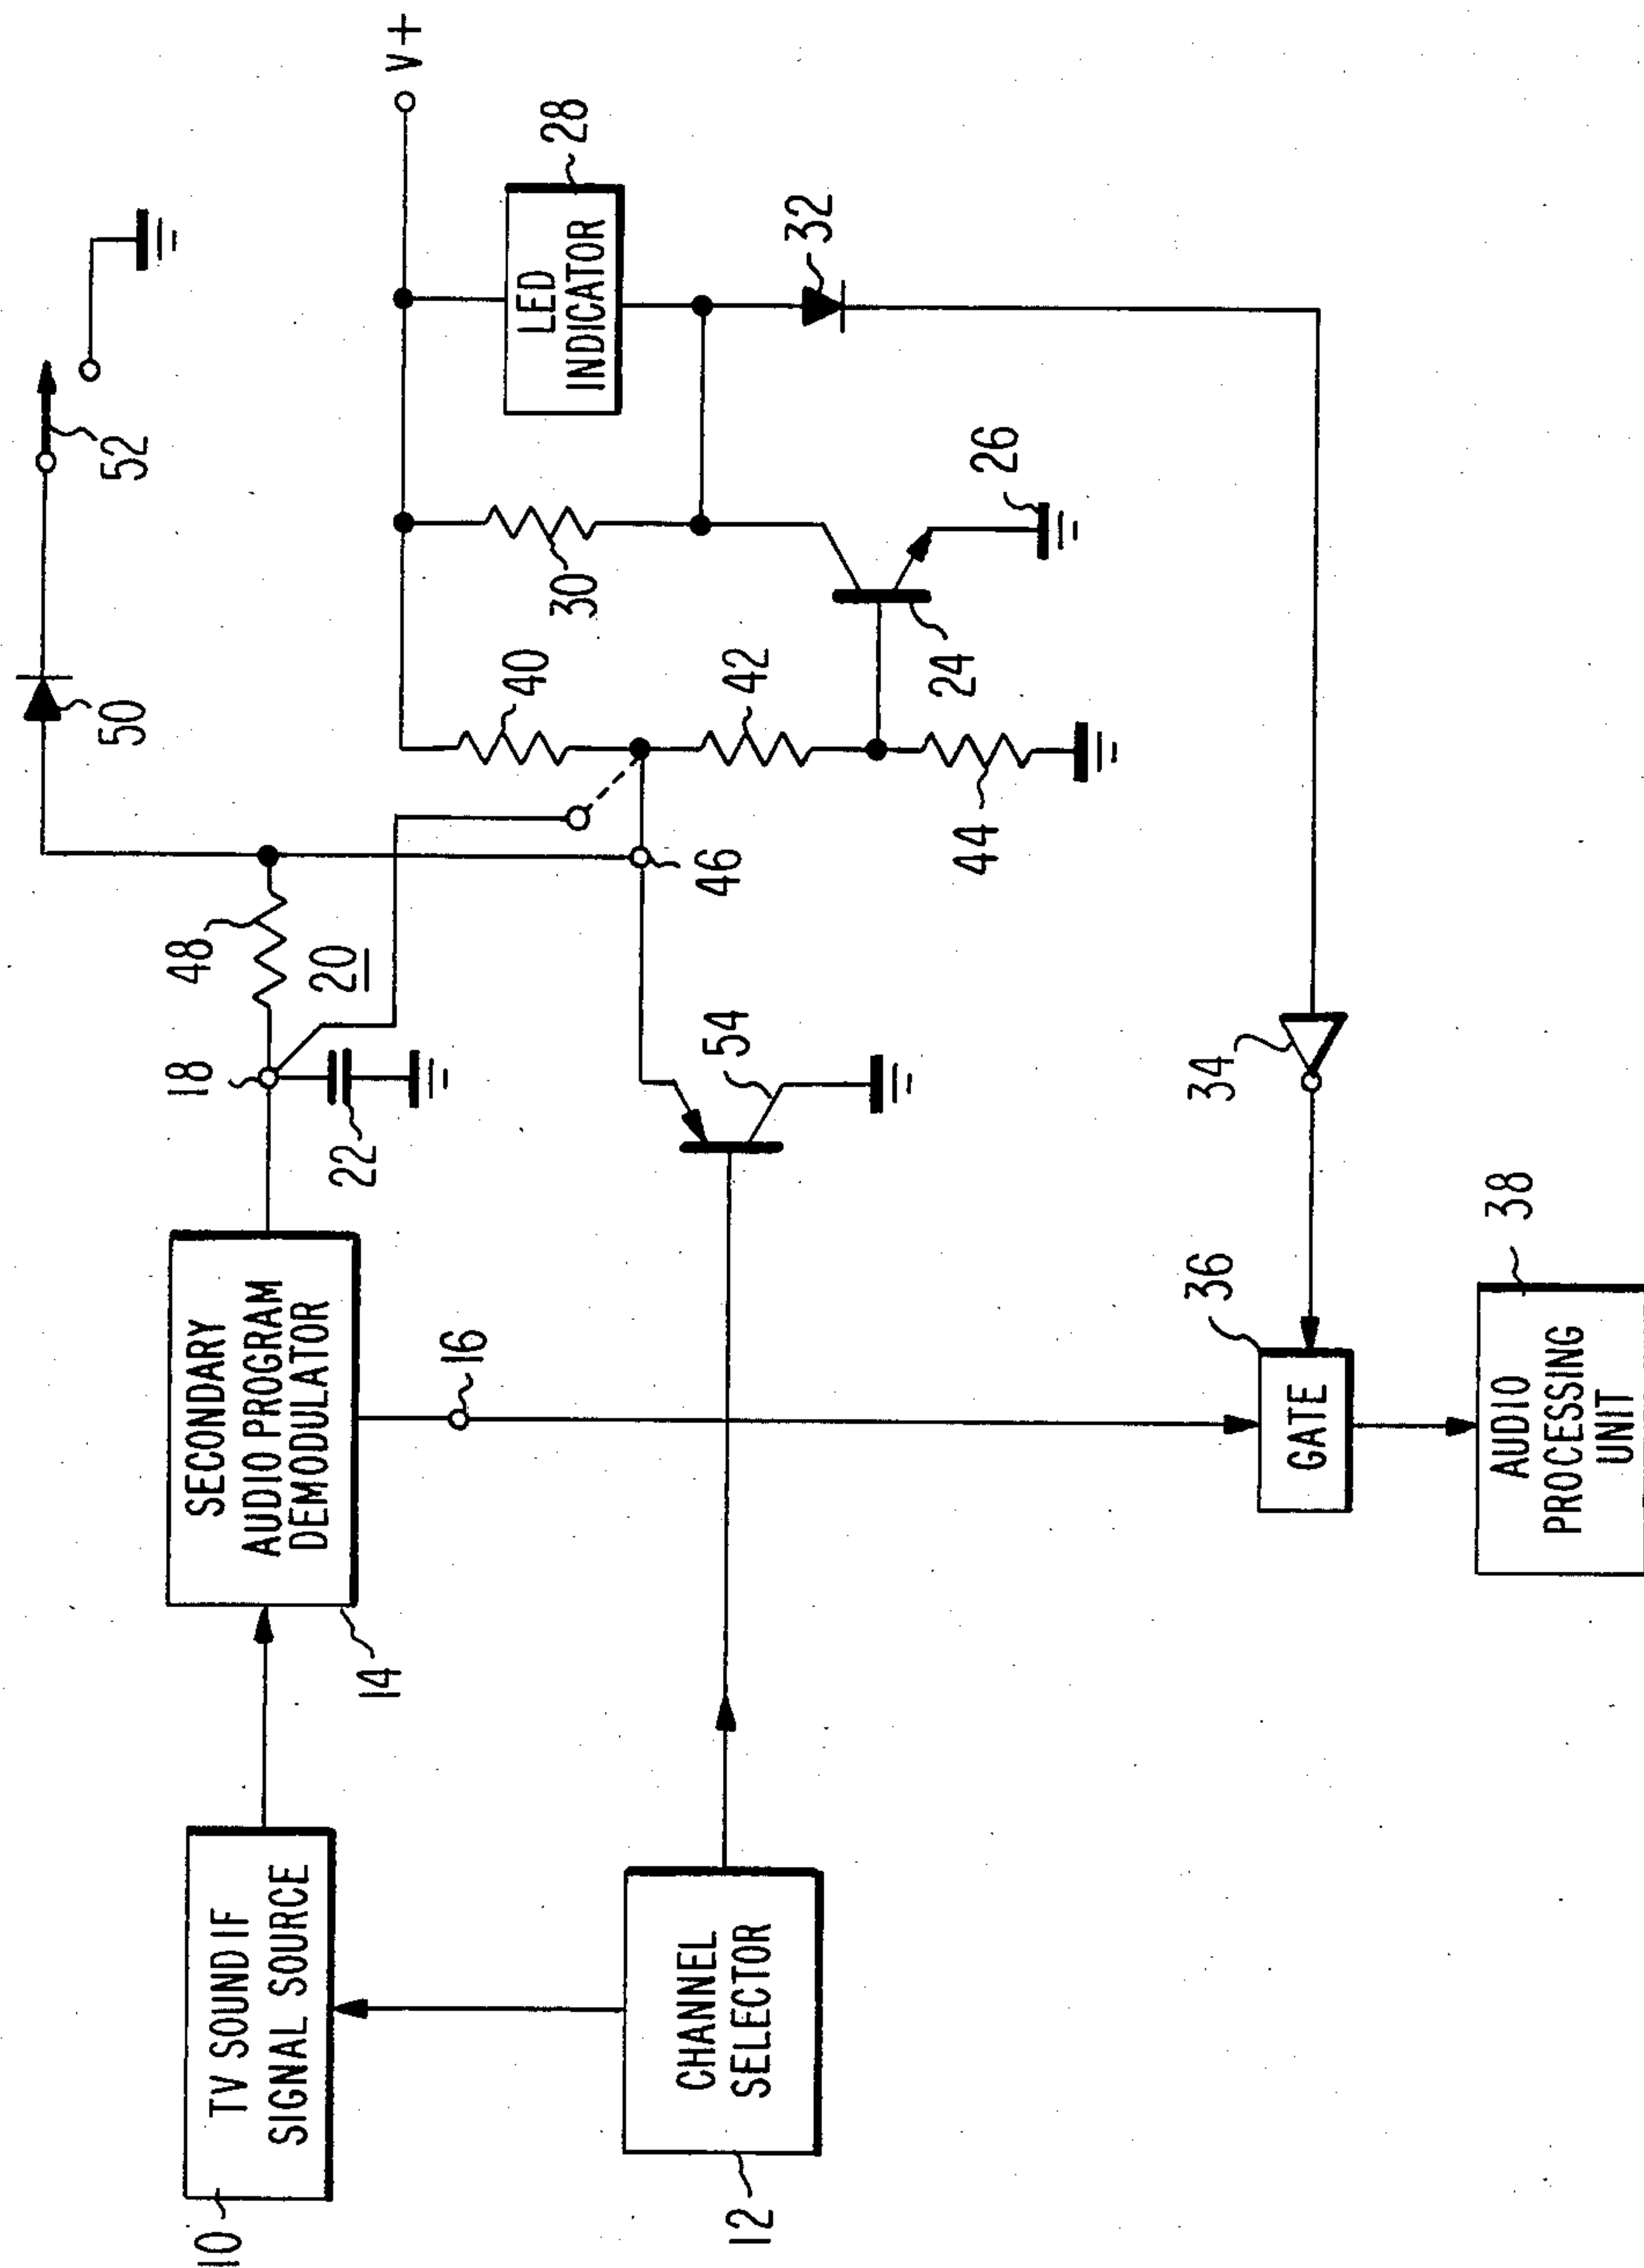 10
TV SOUND IF
SIGNAL SOURCE
14
SECONDARY
AUDIO PROGRAM
DEMODULATOR
18
48
20
22
50
52
V+
16
12
CHANNEL
SELECTOR
54
46
40
42
44
30
24
26
LED
INDICATOR
28
32
34
36
GATE
38
AUDIO
PROCESSING
UNIT